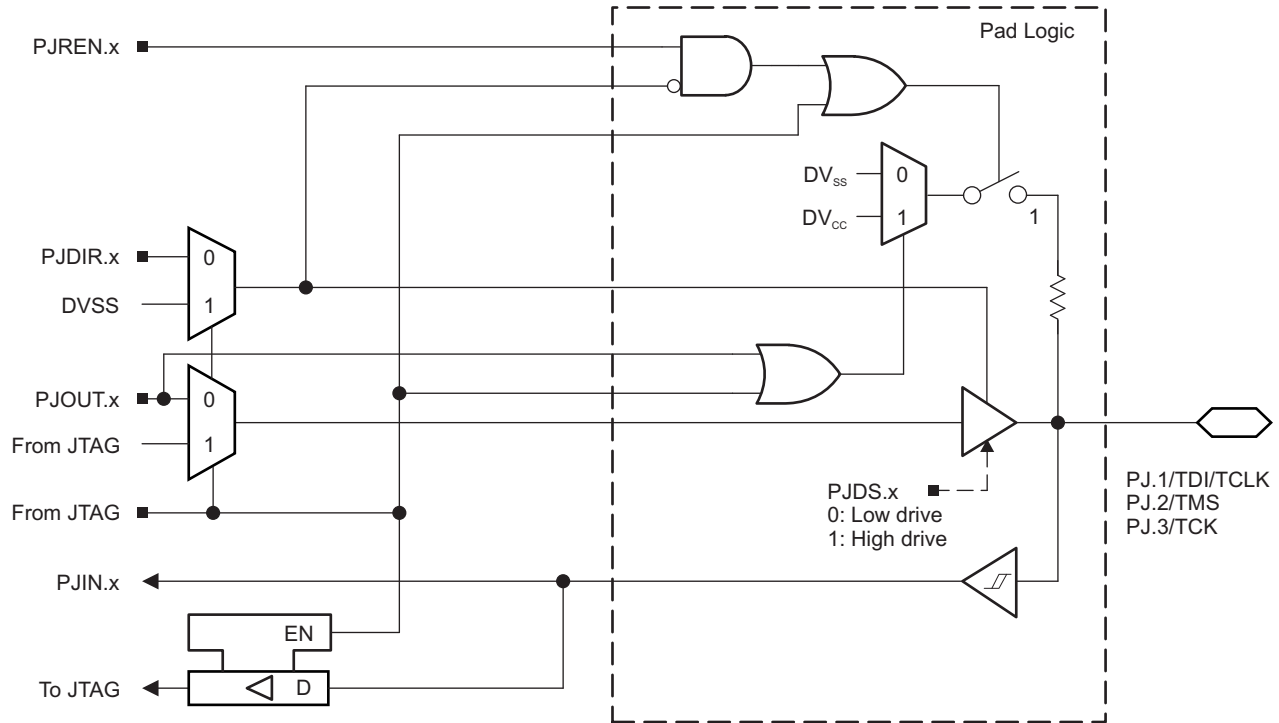 Pad Logic
PJREN.x
DVSS
0
DVCC
1
1
PJDIR.x
0
DVSS
1
PJOUT.x
0
From JTAG
1
From JTAG
PJDS.x
0: Low drive
1: High drive
PJ.1/TDI/TCLK
PJ.2/TMS
PJ.3/TCK
PJIN.x
EN
To JTAG
D